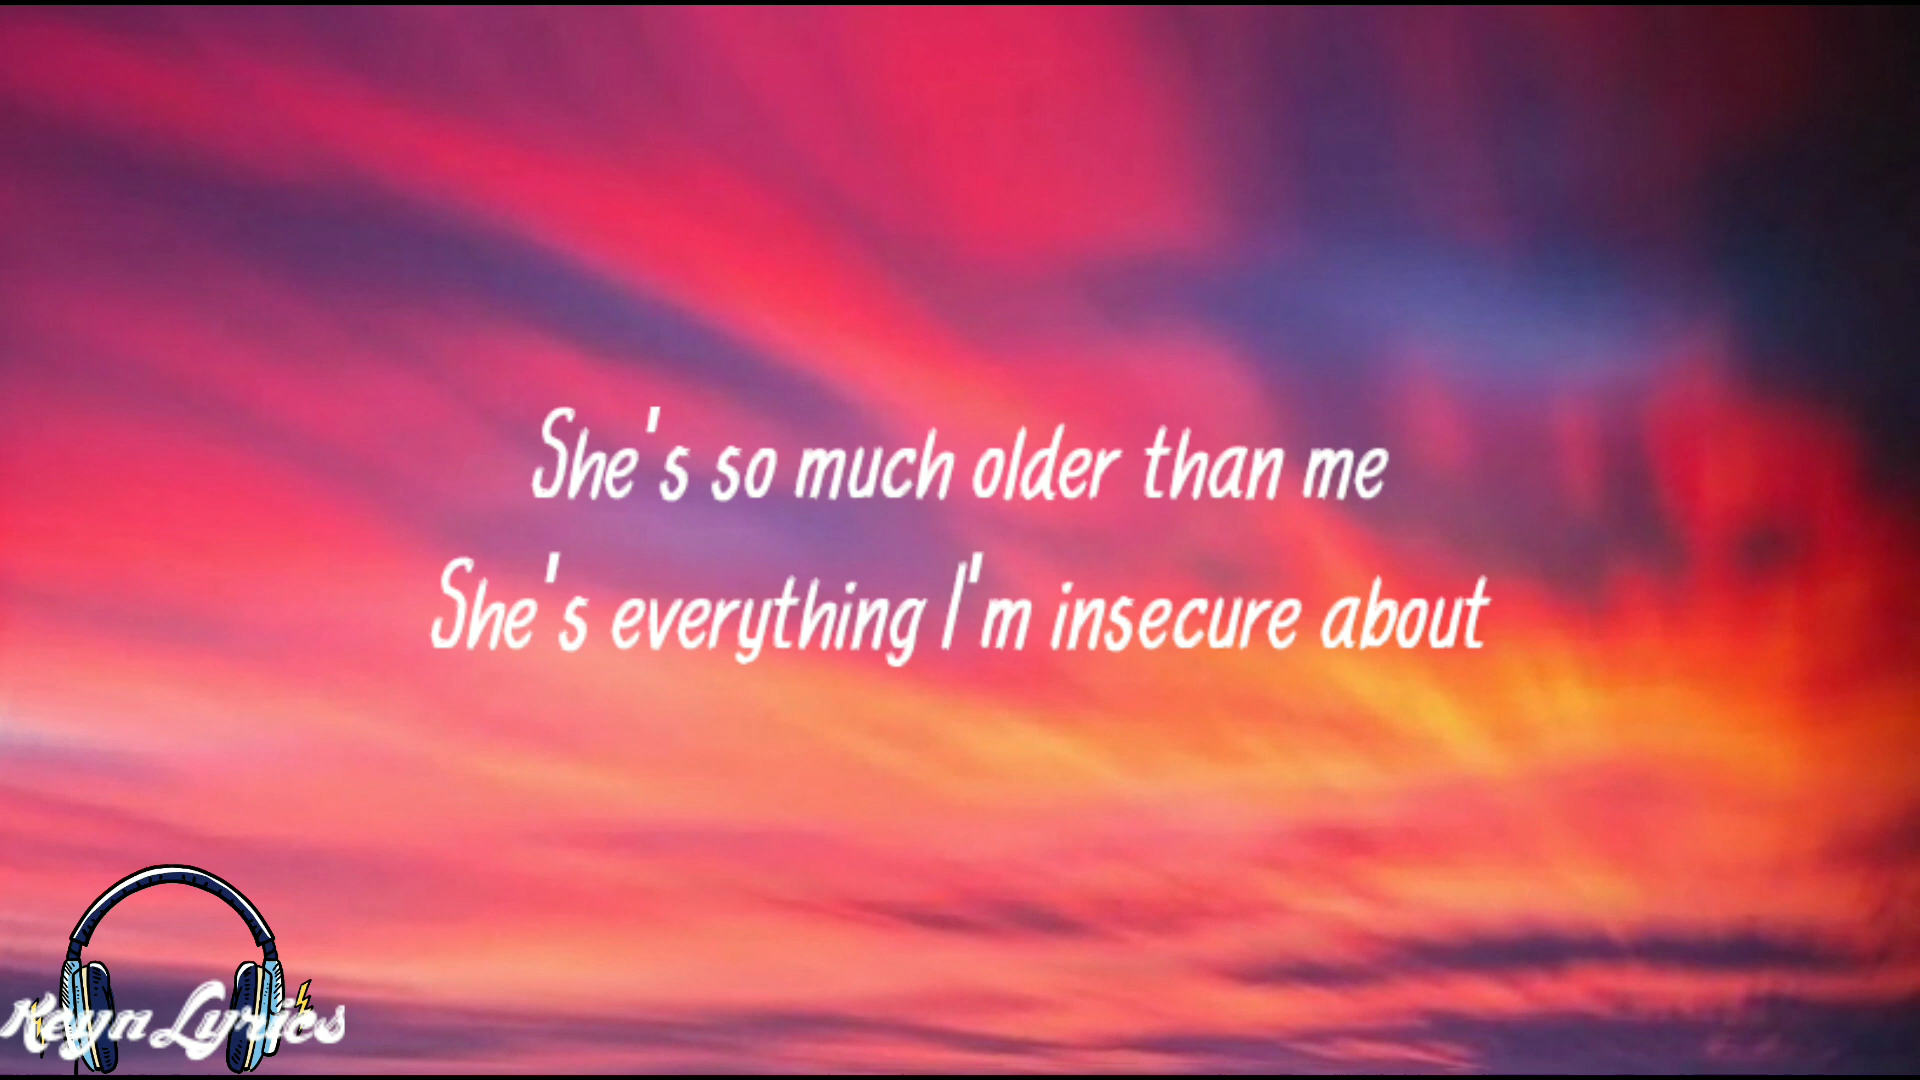 She's so much older than me
She's everything I'm insecure about
Keyn Lyrics